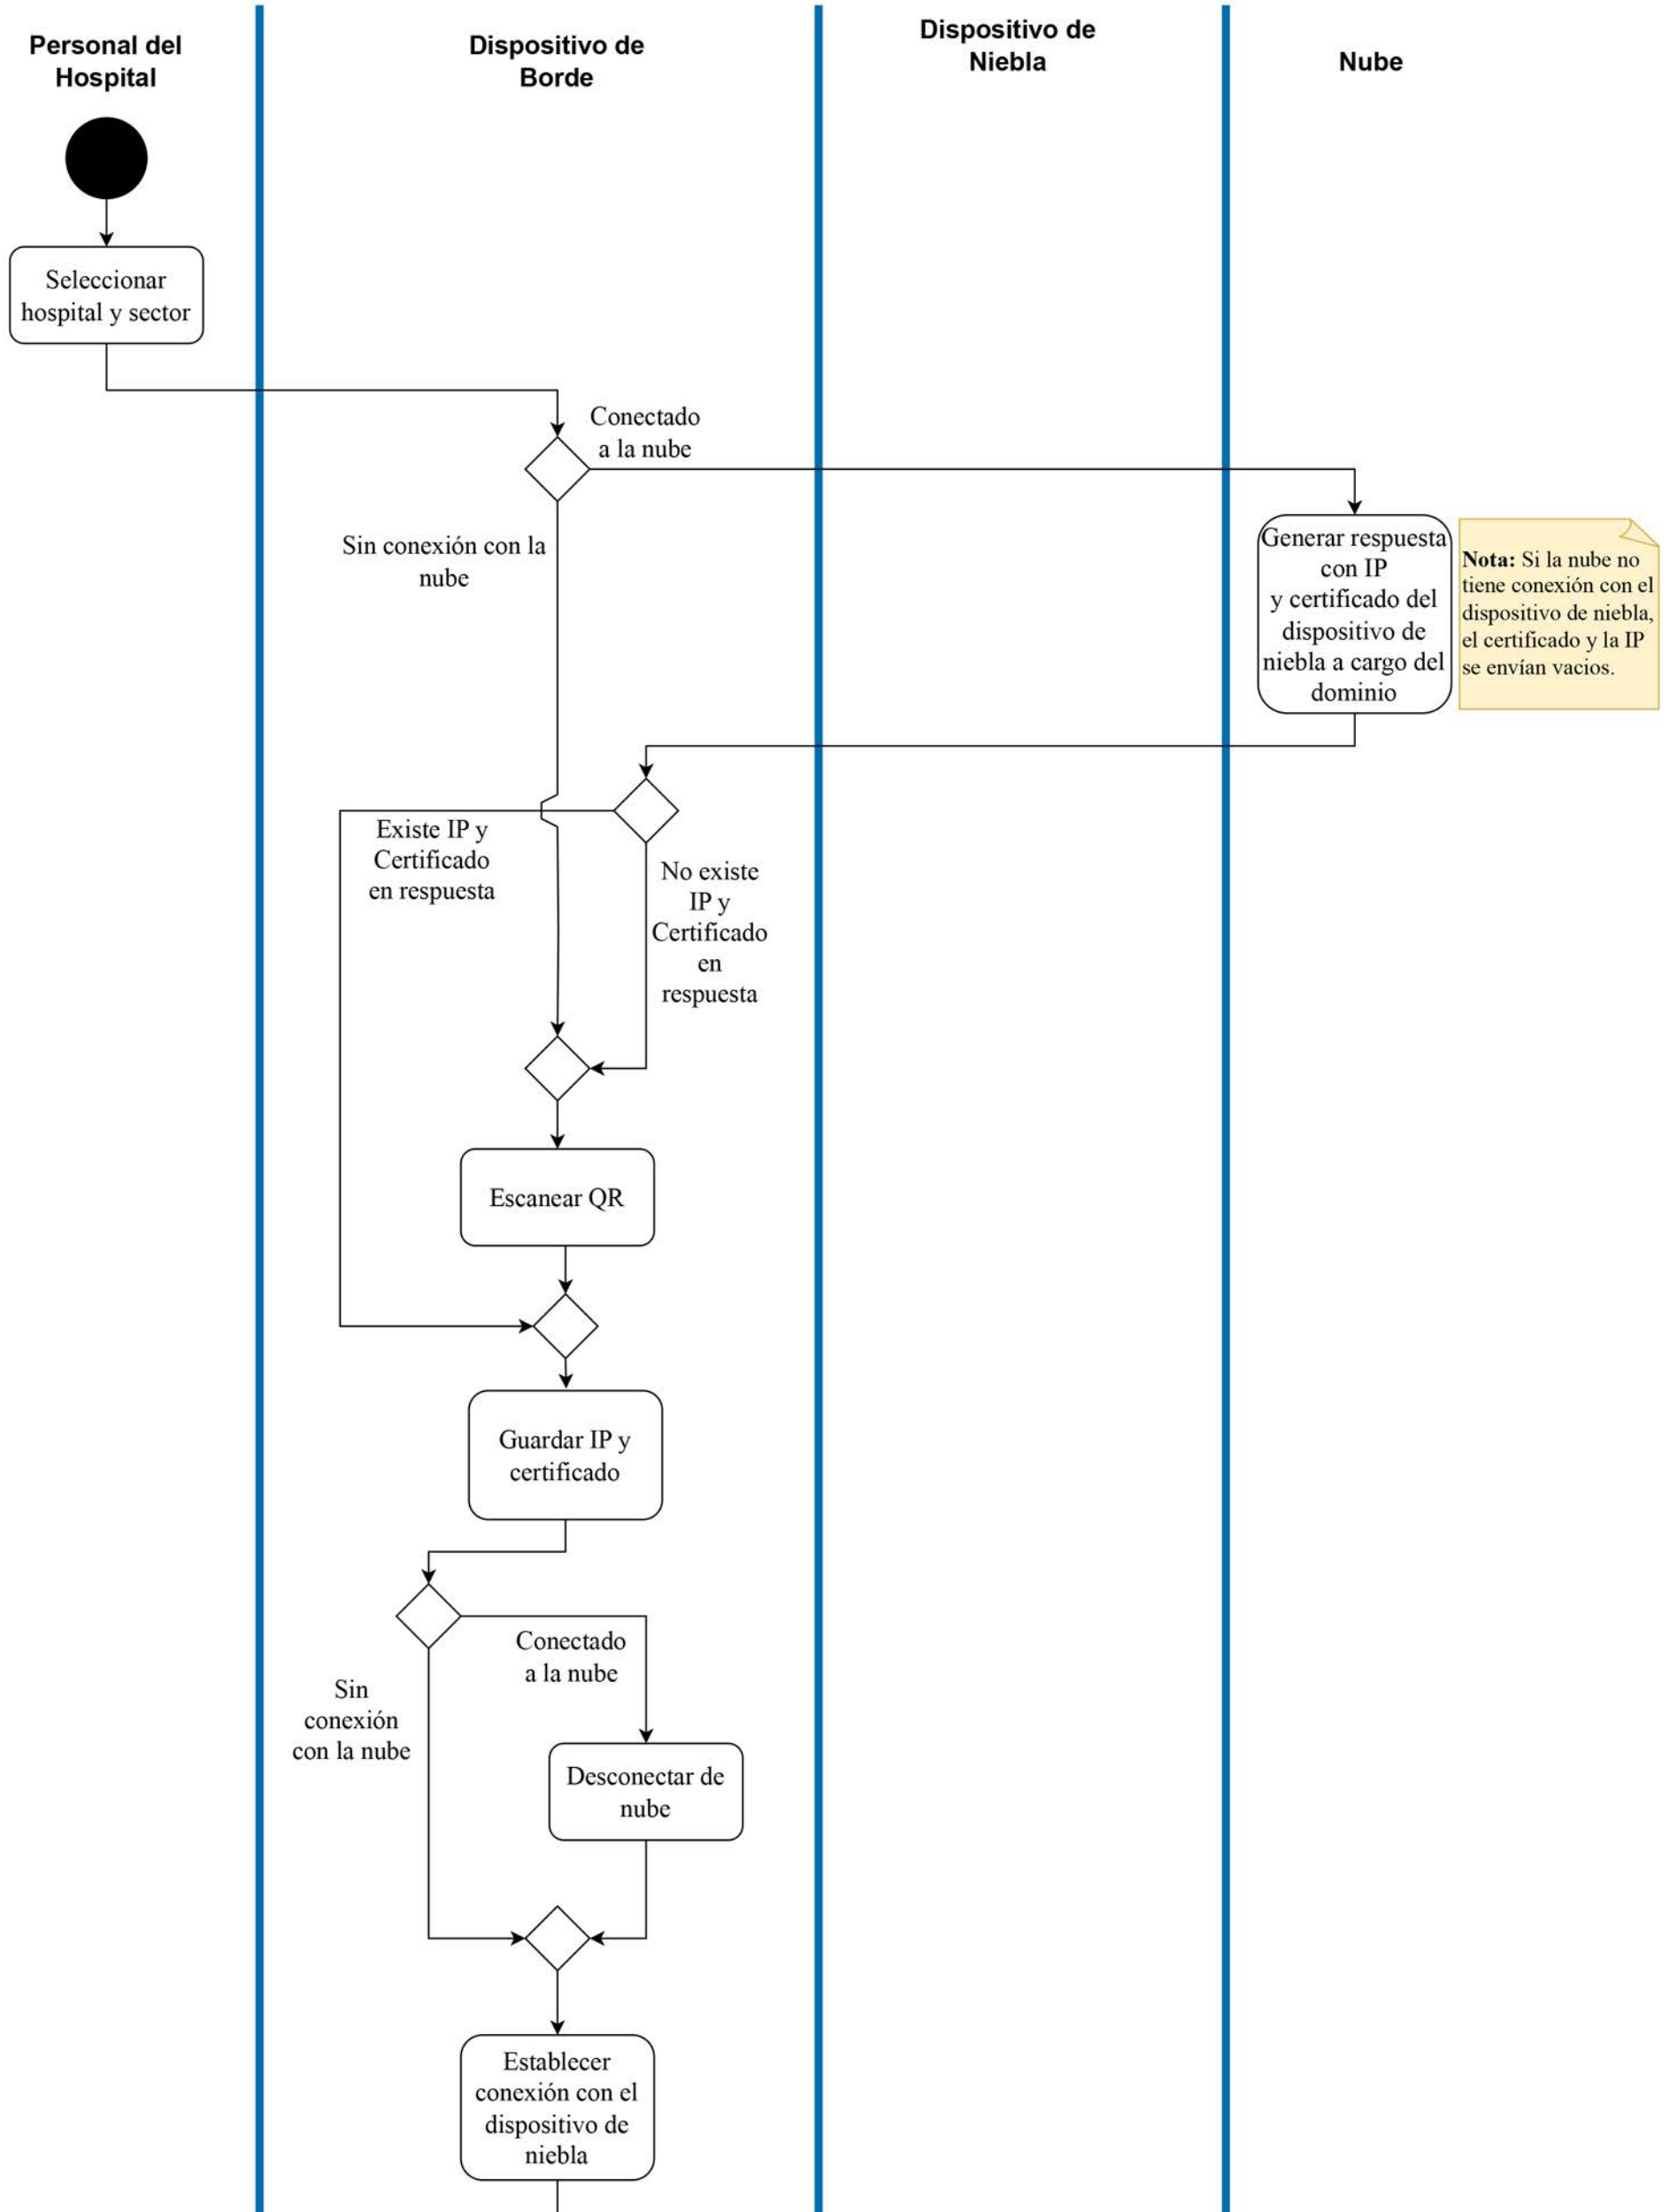 Personal del
Hospital
Dispositivo de
Borde
Dispositivo de
Niebla
Nube
Seleccionar
hospital y sector
Conectado
a la nube
Sin conexión con la
nube
Generar respuesta
con IP
y certificado del
dispositivo de
niebla a cargo del
dominio
Nota: Si la nube no
tiene conexión con el
dispositivo de niebla,
el certificado y la IP
se envían vacios.
Existe IP y
Certificado
en respuesta
No existe
IP y
Certificado
en
respuesta
Escanear QR
Guardar IP y
certificado
Conectado
a la nube
Sin
conexión
con la nube
Desconectar de
nube
Establecer
conexión con el
dispositivo de
niebla